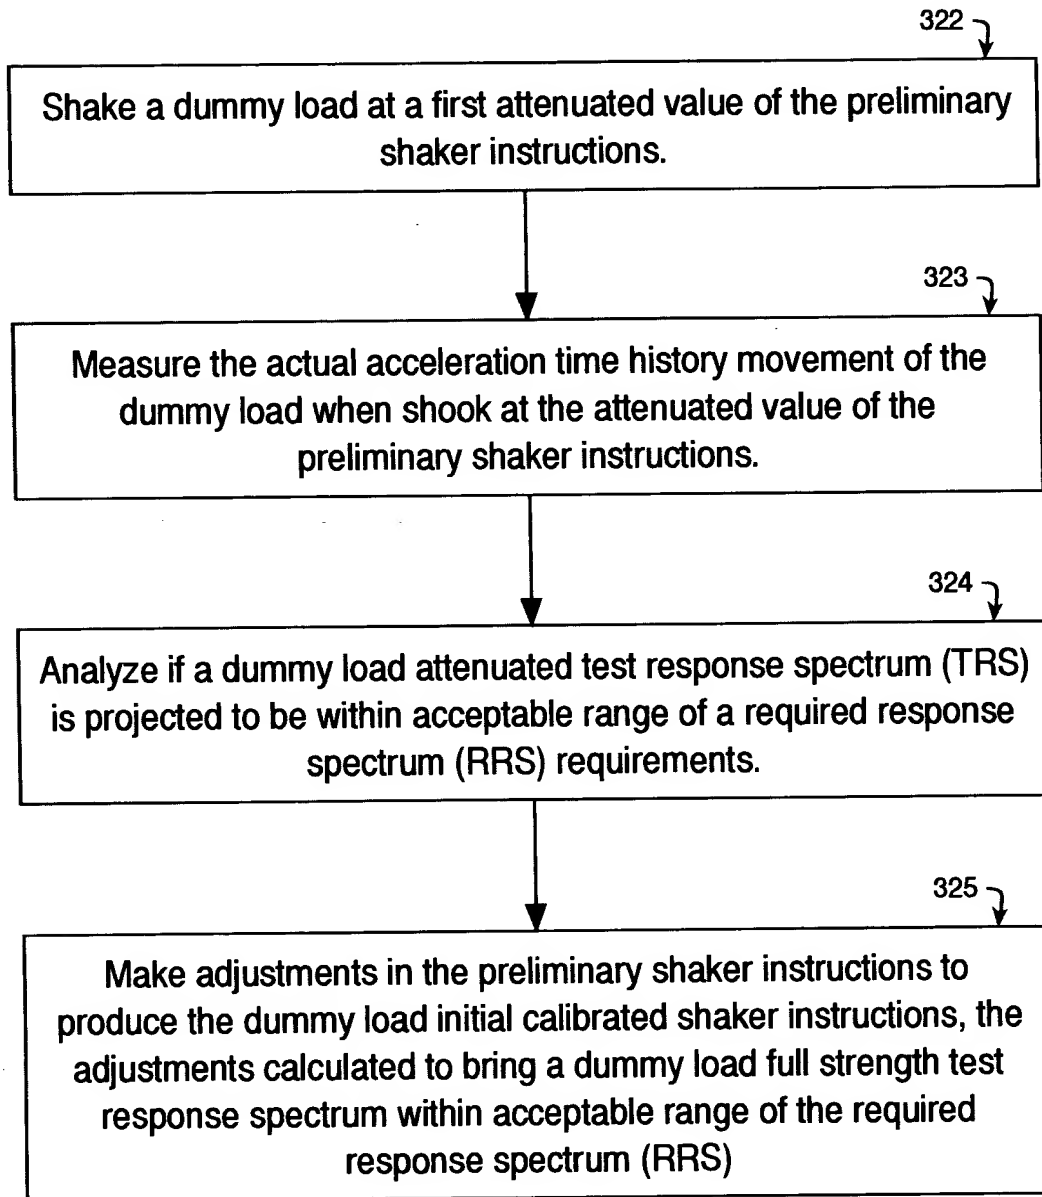 322
Shake a dummy load at a first attenuated value of the preliminary
shaker instructions.
323
Measure the actual acceleration time history movement of the
dummy load when shook at the attenuated value of the
preliminary shaker instructions.
324
Analyze if a dummy load attenuated test response spectrum (TRS)
is projected to be within acceptable range of a required response
spectrum (RRS) requirements.
325
Make adjustments in the preliminary shaker instructions to
produce the dummy load initial calibrated shaker instructions, the
adjustments calculated to bring a dummy load full strength test
response spectrum within acceptable range of the required
response spectrum (RRS)